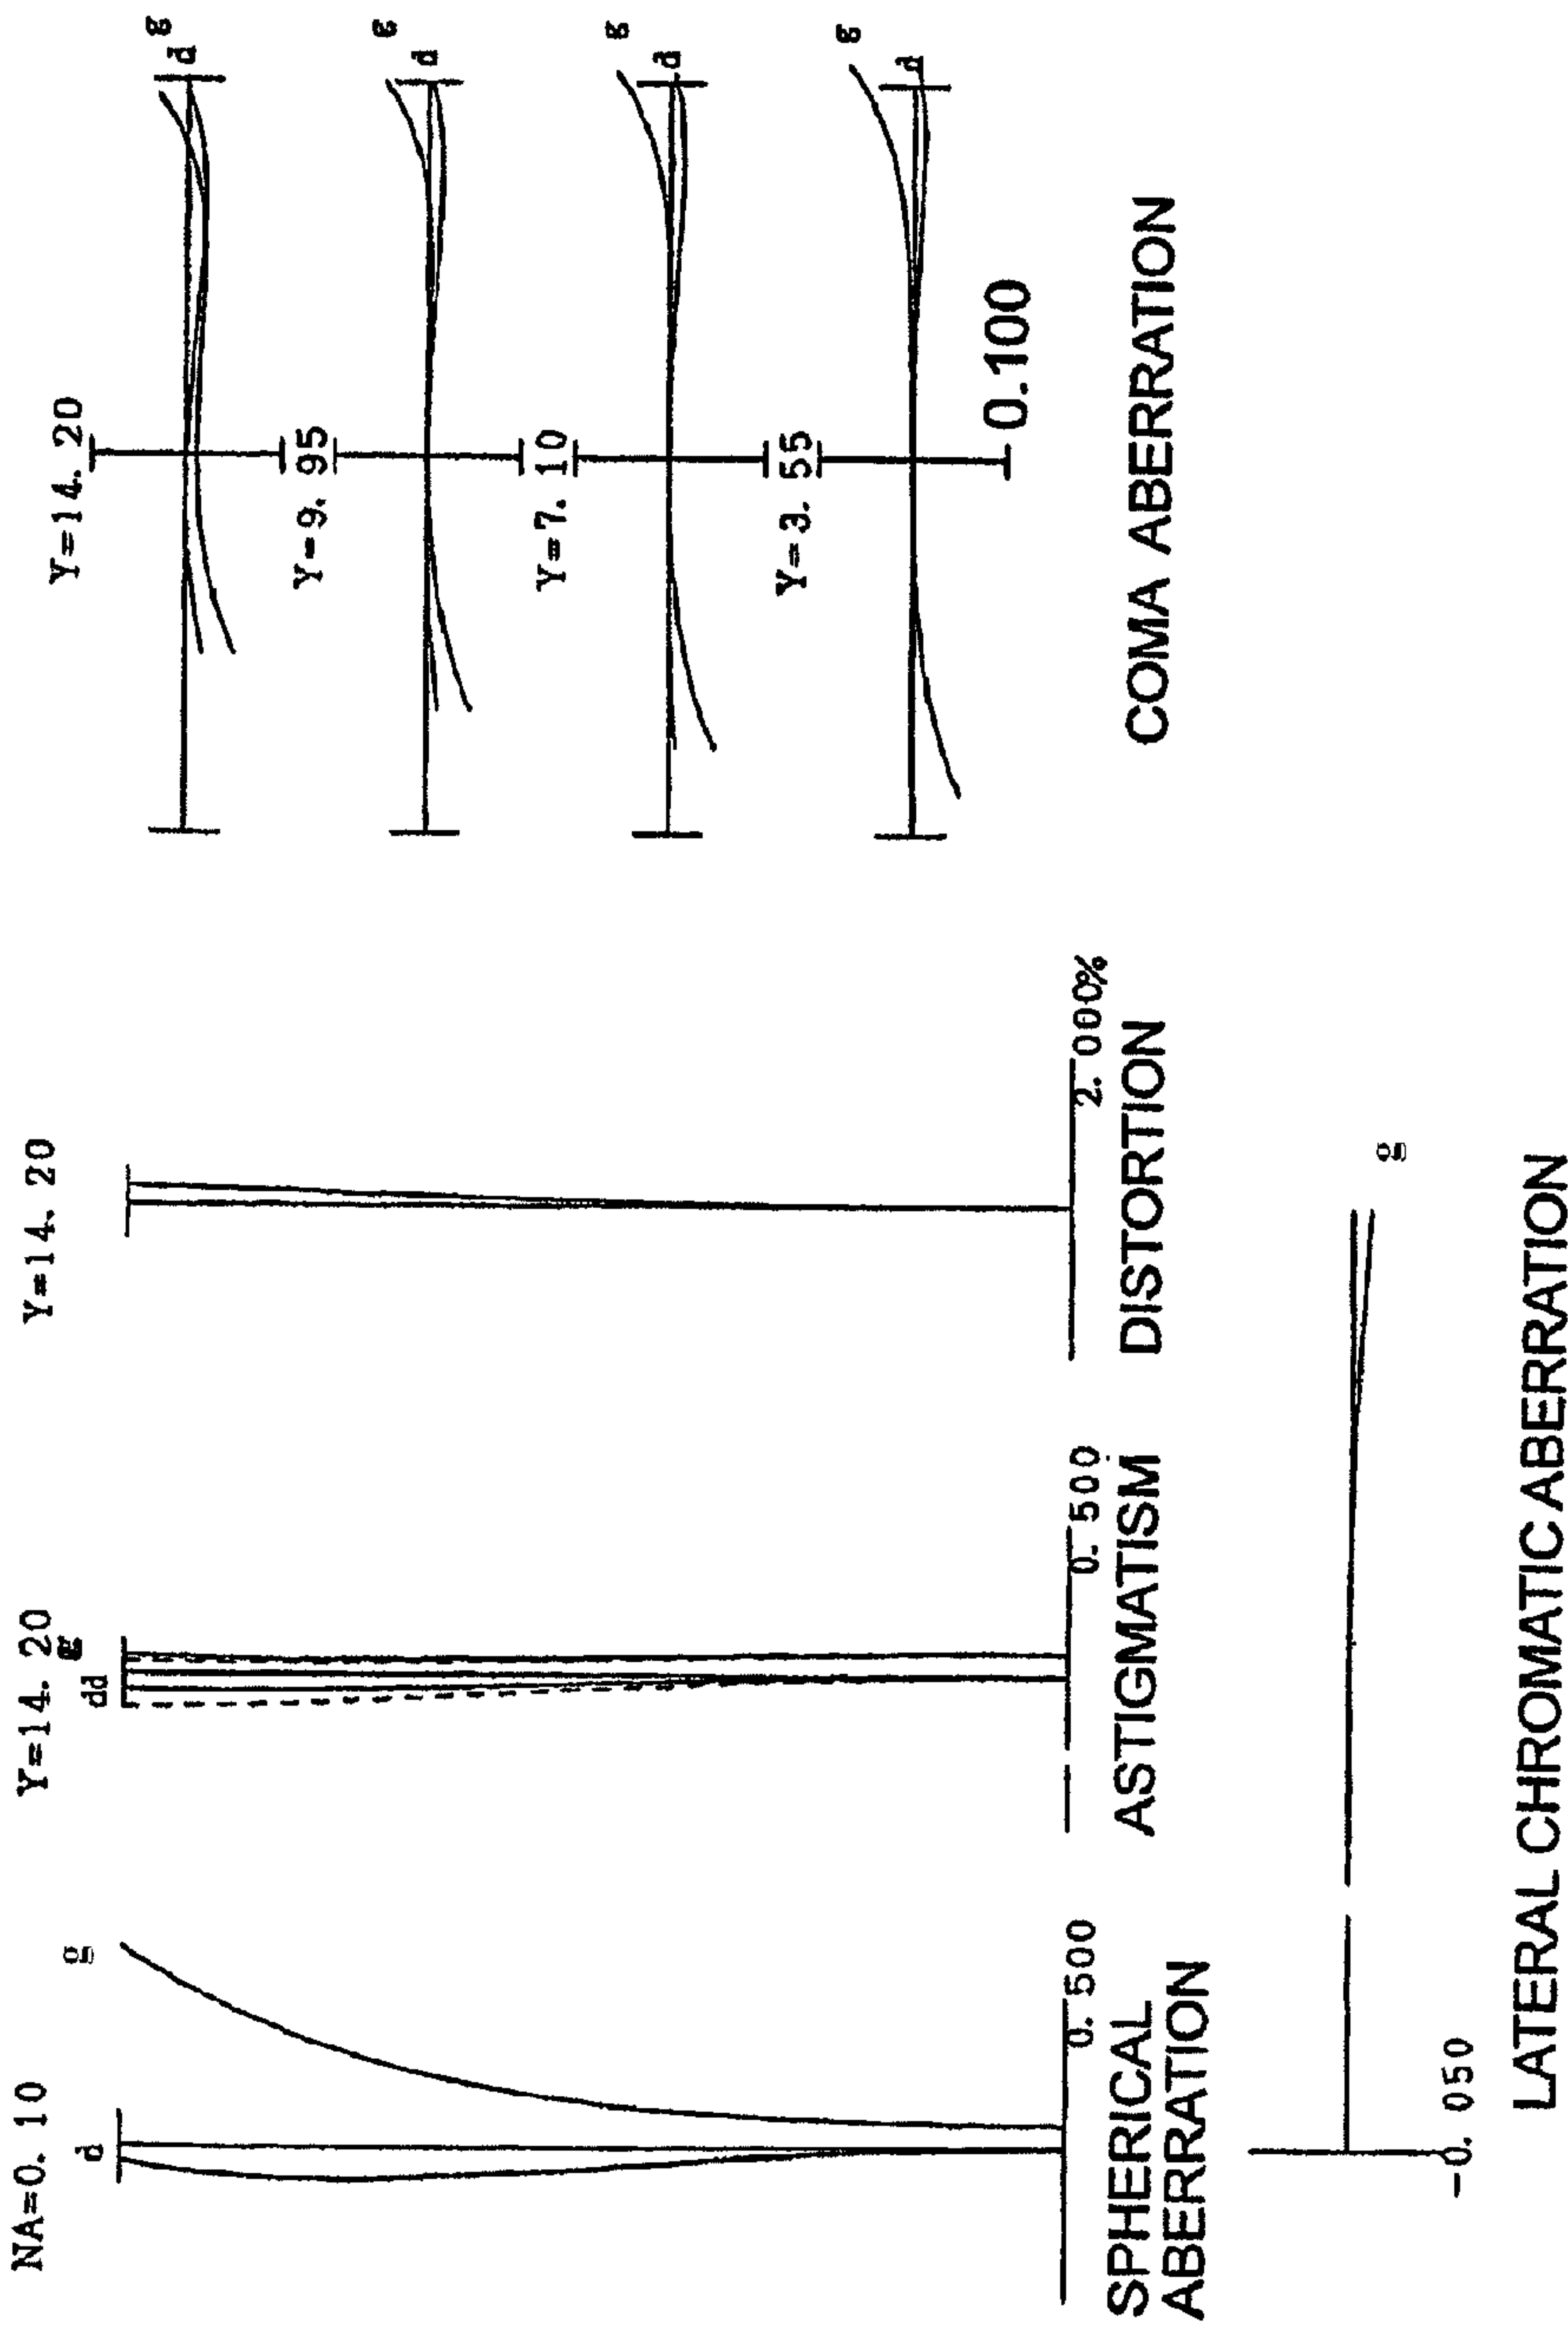 NA=0. 10
d
g
0. 500
SPHERICAL
ABERRATION
Y=14. 20
dd
g
0. 500
ASTIGMATISM
Y=14. 20
2. 000%
DISTORTION
Y=14. 20
g
d
Y=9. 95
g
d
Y=7. 10
g
d
Y=3. 55
g
d
0.100
COMA ABERRATION
g
-0. 050
LATERAL CHROMATIC ABERRATION